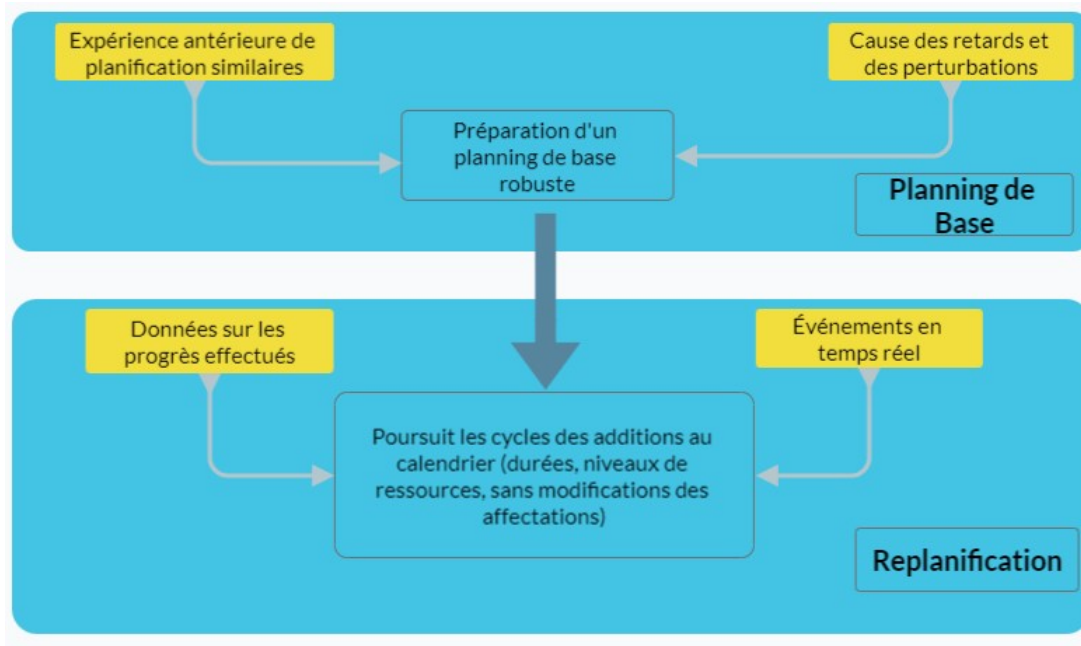 Expérience antérieure de
planification similaires
Cause des retards et
des perturbations
Préparation d'un
planning de base
robuste
Planning de
Base
Données sur les
progrès effectués
Événements en
temps réel
Poursuit les cycles des additions au
calendrier (durées, niveaux de
ressources, sans modifications des
affectations)
Replanification